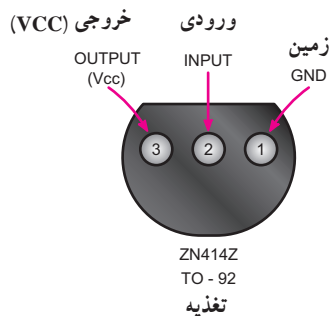 خروجی (VCC)
OUTPUT
(Vcc)
ورودی
INPUT
زمین
GND
3
2
1
ZN414Z
TO - 92
تغذیه